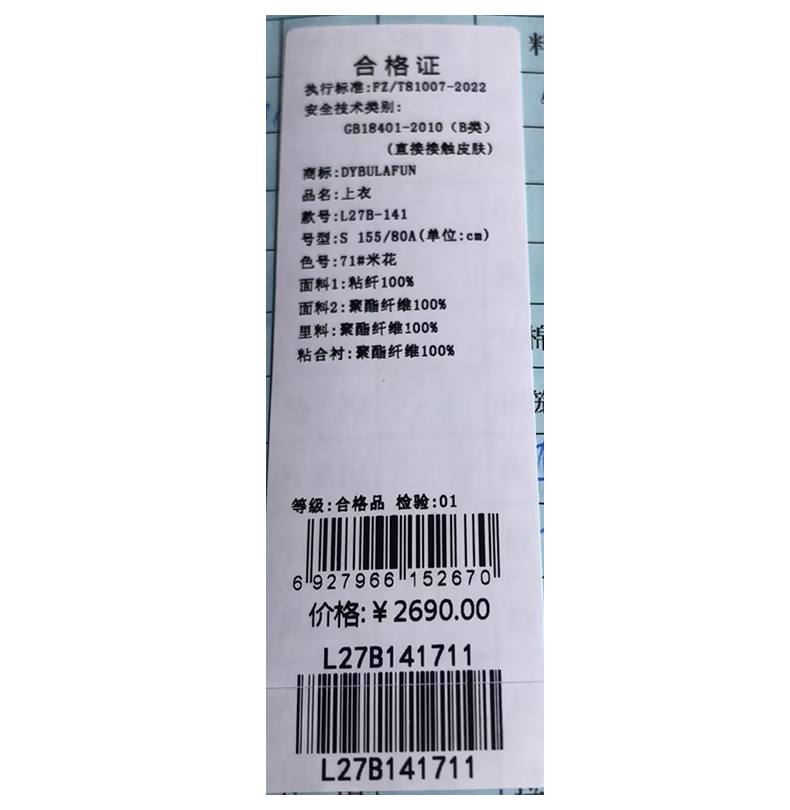 合格证
执行标准:FZ/T81007-2022
安全技术类别:
GB18401-2010（B类）
(直接接触皮肤)
商标:DYBULAFUN
品名:上衣
款号:L27B-141
号型:S 155/80A(单位:cm)
色号:71#米花
面料1:粘纤100%
面料2:聚酯纤维100%
里料:聚酯纤维100%
粘合衬:聚酯纤维100%
等级:合格品 检验:01
6 927966 152670
价格:￥2690.00
L27B141711
L27B141711